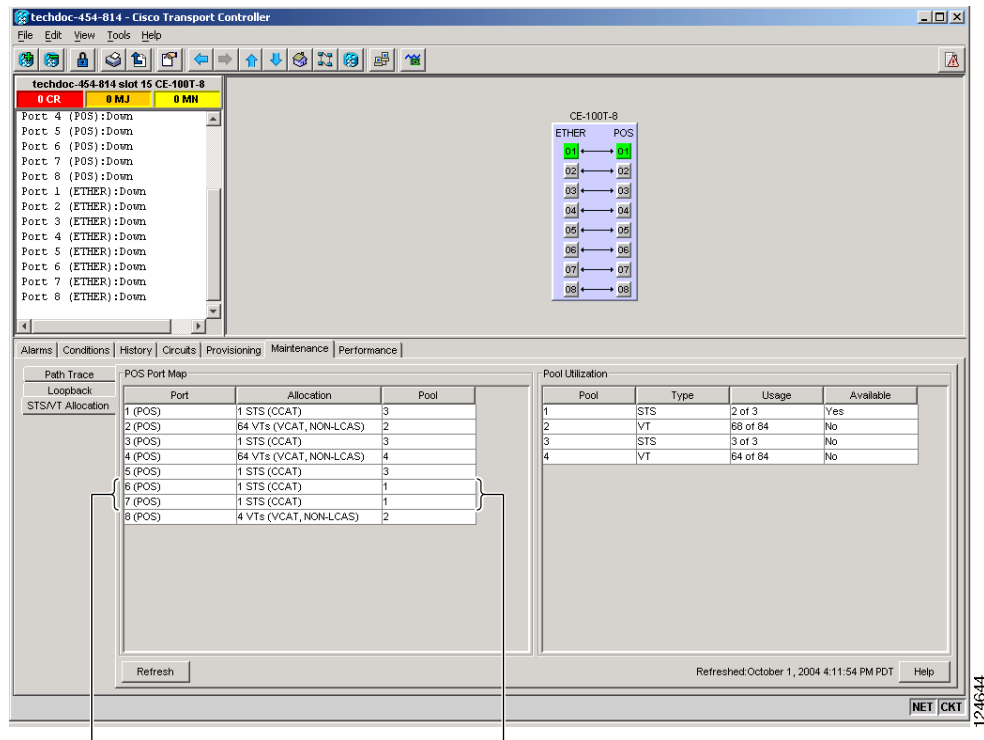 techdoc-454-814 - Cisco Transport Controller
File Edit View Tools Help
techdoc-454-814 slot 15 CE-100T-8
0 CR 0 MJ 0 MN
Port 4 (POS):Down
Port 5 (POS):Down
Port 6 (POS):Down
Port 7 (POS):Down
Port 8 (POS):Down
Port 1 (ETHER):Down
Port 2 (ETHER):Down
Port 3 (ETHER):Down
Port 4 (ETHER):Down
Port 5 (ETHER):Down
Port 6 (ETHER):Down
Port 7 (ETHER):Down
Port 8 (ETHER):Down
CE-100T-8
ETHER POS
01 01
02 02
03 03
04 04
05 05
06 06
07 07
08 08
Alarms Conditions History Circuits Provisioning Maintenance Performance
Path Trace
Loopback
STS/VT Allocation
POS Port Map
Port Allocation Pool
1 (POS) 1 STS (CCAT) 3
2 (POS) 64 VTs (VCAT, NON-LCAS) 2
3 (POS) 1 STS (CCAT) 3
4 (POS) 64 VTs (VCAT, NON-LCAS) 4
5 (POS) 1 STS (CCAT) 3
6 (POS) 1 STS (CCAT) 1
7 (POS) 1 STS (CCAT) 1
8 (POS) 4 VTs (VCAT, NON-LCAS) 2
Pool Utilization
Pool Type Usage Available
1 STS 2 of 3 Yes
2 VT 68 of 84 No
3 STS 3 of 3 No
4 VT 64 of 84 No
Refresh
Refreshed:October 1, 2004 4:11:54 PM PDT
Help
NET CKT
124644